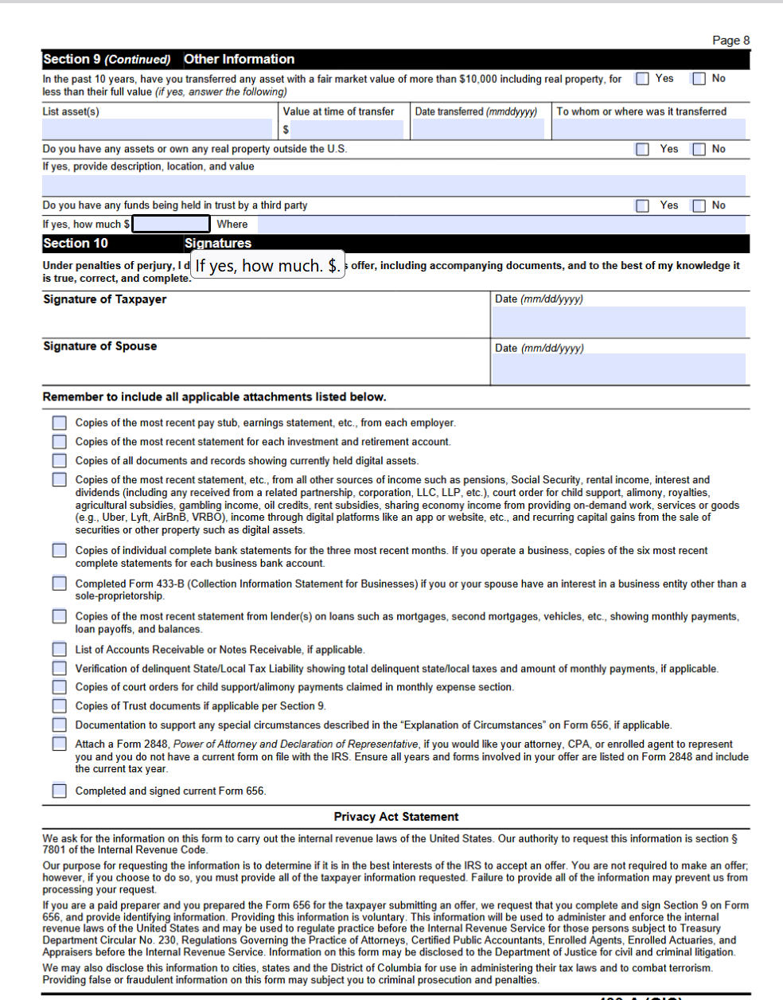 Page 8
Section 9 (Continued) Other Information
In the past 10 years, have you transferred any asset with a fair market value of more than $10,000 including real property, for Yes No
less than their full value (if yes, answer the following)
List asset(s) Value at time of transfer Date transferred (mmddyyyy) To whom or where was it transferred
$
Do you have any assets or own any real property outside the U.S. Yes No
If yes, provide description, location, and value
Do you have any funds being held in trust by a third party Yes No
If yes, how much $ Where
Section 10 Signatures
If yes, how much. $.
Under penalties of perjury, I d offer, including accompanying documents, and to the best of my knowledge it
is true, correct, and complete.
Signature of Taxpayer Date (mm/dd/yyyy)
Signature of Spouse Date (mm/dd/yyyy)
Remember to include all applicable attachments listed below.
Copies of the most recent pay stub, earnings statement, etc., from each employer.
Copies of the most recent statement for each investment and retirement account.
Copies of all documents and records showing currently held digital assets.
Copies of the most recent statement, etc., from all other sources of income such as pensions, Social Security, rental income, interest and
dividends (including any received from a related partnership, corporation, LLC, LLP, etc.), court order for child support, alimony, royalties,
agricultural subsidies, gambling income, oil credits, rent subsidies, sharing economy income from providing on-demand work, services or goods
(e.g., Uber, Lyft, AirBnB, VRBO), income through digital platforms like an app or website, etc., and recurring capital gains from the sale of
securities or other property such as digital assets.
Copies of individual complete bank statements for the three most recent months. If you operate a business, copies of the six most recent
complete statements for each business bank account.
Completed Form 433-B (Collection Information Statement for Businesses) if you or your spouse have an interest in a business entity other than a
sole-proprietorship.
Copies of the most recent statement from lender(s) on loans such as mortgages, second mortgages, vehicles, etc., showing monthly payments,
loan payoffs, and balances.
List of Accounts Receivable or Notes Receivable, if applicable.
Verification of delinquent State/Local Tax Liability showing total delinquent state/local taxes and amount of monthly payments, if applicable.
Copies of court orders for child support/alimony payments claimed in monthly expense section.
Copies of Trust documents if applicable per Section 9.
Documentation to support any special circumstances described in the “Explanation of Circumstances” on Form 656, if applicable.
Attach a Form 2848, Power of Attorney and Declaration of Representative, if you would like your attorney, CPA, or enrolled agent to represent
you and you do not have a current form on file with the IRS. Ensure all years and forms involved in your offer are listed on Form 2848 and include
the current tax year.
Completed and signed current Form 656.
Privacy Act Statement
We ask for the information on this form to carry out the internal revenue laws of the United States. Our authority to request this information is section §
7801 of the Internal Revenue Code.
Our purpose for requesting the information is to determine if it is in the best interests of the IRS to accept an offer. You are not required to make an offer;
however, if you choose to do so, you must provide all of the taxpayer information requested. Failure to provide all of the information may prevent us from
processing your request.
If you are a paid preparer and you prepared the Form 656 for the taxpayer submitting an offer, we request that you complete and sign Section 9 on Form
656, and provide identifying information. Providing this information is voluntary. This information will be used to administer and enforce the internal
revenue laws of the United States and may be used to regulate practice before the Internal Revenue Service for those persons subject to Treasury
Department Circular No. 230, Regulations Governing the Practice of Attorneys, Certified Public Accountants, Enrolled Agents, Enrolled Actuaries, and
Appraisers before the Internal Revenue Service. Information on this form may be disclosed to the Department of Justice for civil and criminal litigation.
We may also disclose this information to cities, states and the District of Columbia for use in administering their tax laws and to combat terrorism.
Providing false or fraudulent information on this form may subject you to criminal prosecution and penalties.